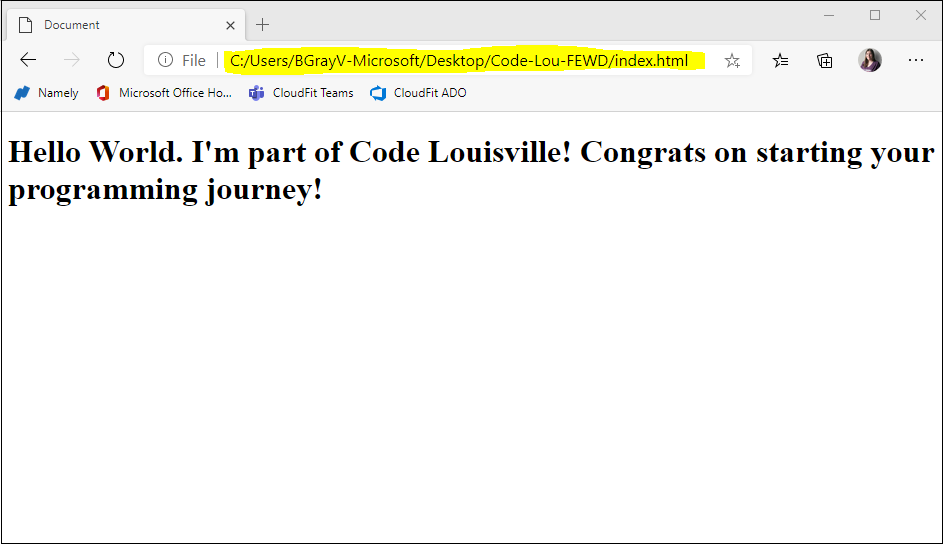 Document
File C:/Users/BGrayV-Microsoft/Desktop/Code-Lou-FEWD/index.html
Namely Microsoft Office Ho... CloudFit Teams CloudFit ADO
Hello World. I'm part of Code Louisville! Congrats on starting your
programming journey!